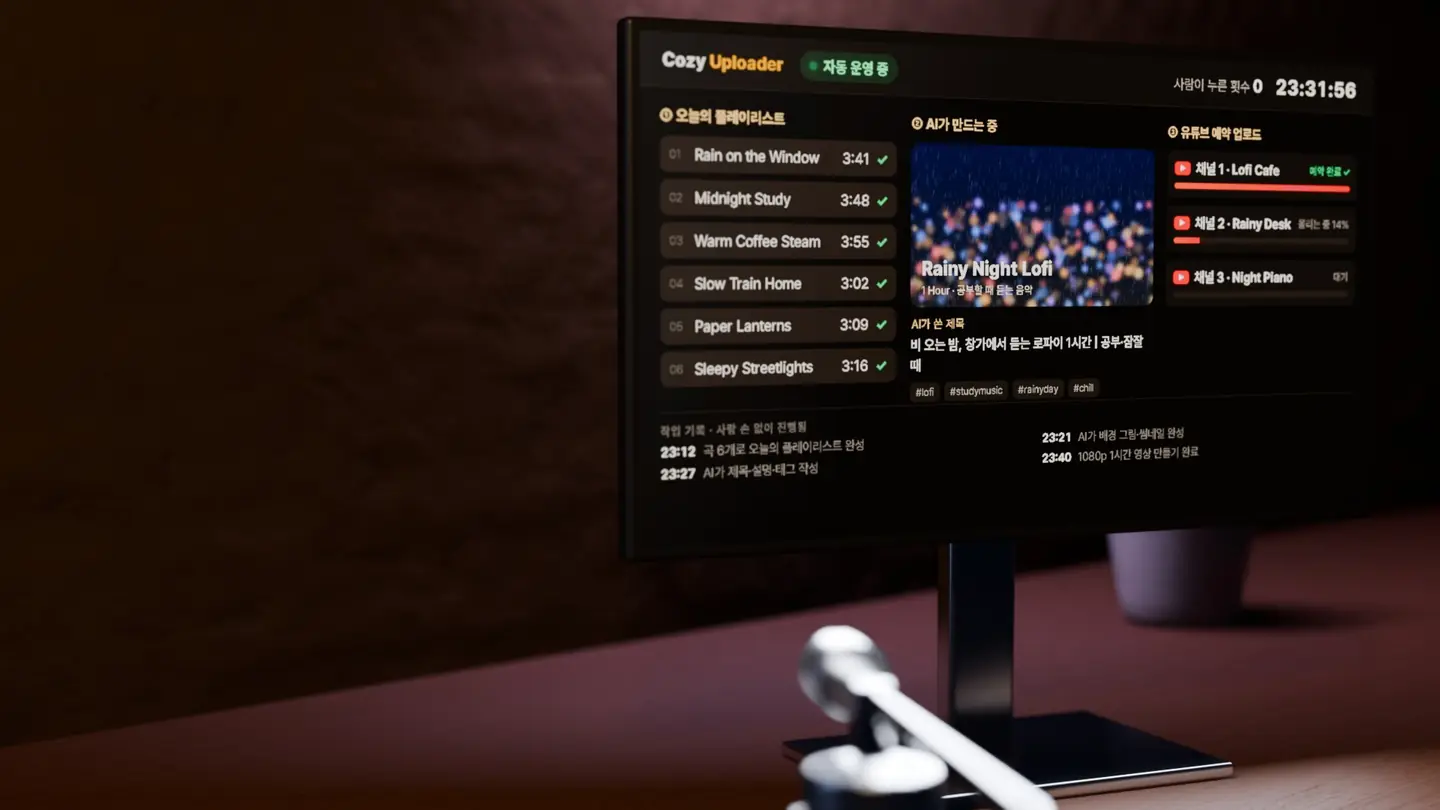 Cozy Uploader
자동 운영 중
사람이 누른 횟수 0
23:31:56
① 오늘의 플레이리스트
01 Rain on the Window 3:41 ✓
02 Midnight Study 3:48 ✓
03 Warm Coffee Steam 3:55 ✓
04 Slow Train Home 3:02 ✓
05 Paper Lanterns 3:09 ✓
06 Sleepy Streetlights 3:16 ✓
② AI가 만드는 중
Rainy Night Lofi
1 Hour · 공부할 때 듣는 음악
AI가 쓴 제목
비 오는 밤, 창가에서 듣는 로파이 1시간 | 공부·잠잘
때
#lofi #studymusic #rainyday #chill
③ 유튜브 예약 업로드
채널 1 · Lofi Cafe 예약 완료 ✓
채널 2 · Rainy Desk 올리는 중 14%
채널 3 · Night Piano 대기
작업 기록 · 사람 손 없이 진행됨
23:12 곡 6개로 오늘의 플레이리스트 완성
23:27 AI가 제목·설명·태그 작성
23:21 AI가 배경 그림·썸네일 완성
23:40 1080p 1시간 영상 만들기 완료